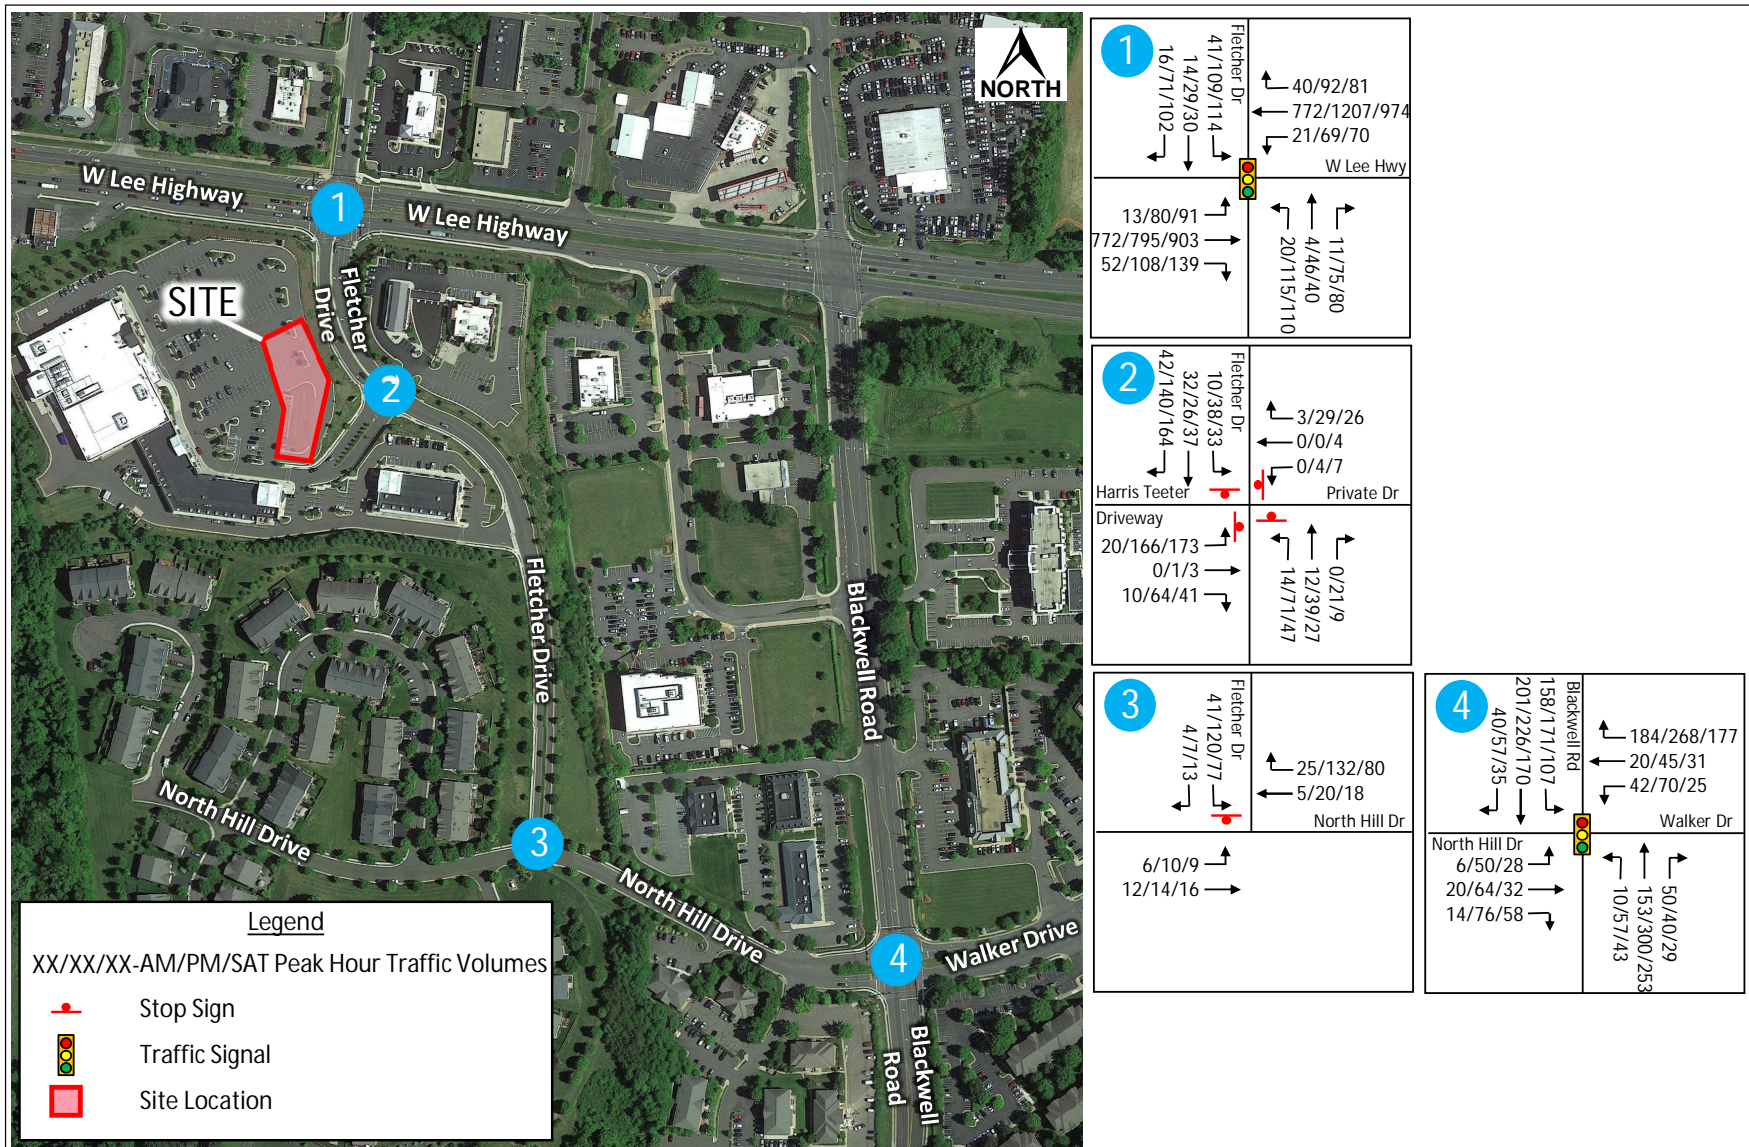 NORTH
W Lee Highway
W Lee Highway
1
Fletcher
Drive
SITE
2
Fletcher Drive
Blackwell Road
North Hill Drive
3
North Hill Drive
4
Walker Drive
Blackwell
Road
Legend
XX/XX/XX-AM/PM/SAT Peak Hour Traffic Volumes
Stop Sign
Traffic Signal
Site Location
1
16/71/102
14/29/30
41/109/114
Fletcher Dr
40/92/81
772/1207/974
21/69/70
W Lee Hwy
13/80/91
772/795/903
52/108/139
20/115/110
4/46/40
11/75/80
2
42/140/164
32/26/37
10/38/33
Fletcher Dr
3/29/26
0/0/4
0/4/7
Harris Teeter
Private Dr
Driveway
20/166/173
0/1/3
10/64/41
14/71/47
12/39/27
0/21/9
3
4/7/13
41/120/77
Fletcher Dr
25/132/80
5/20/18
North Hill Dr
6/10/9
12/14/16
4
40/57/35
201/226/170
158/171/107
Blackwell Rd
184/268/177
20/45/31
42/70/25
Walker Dr
North Hill Dr
6/50/28
20/64/32
14/76/58
10/57/43
153/300/253
50/40/29